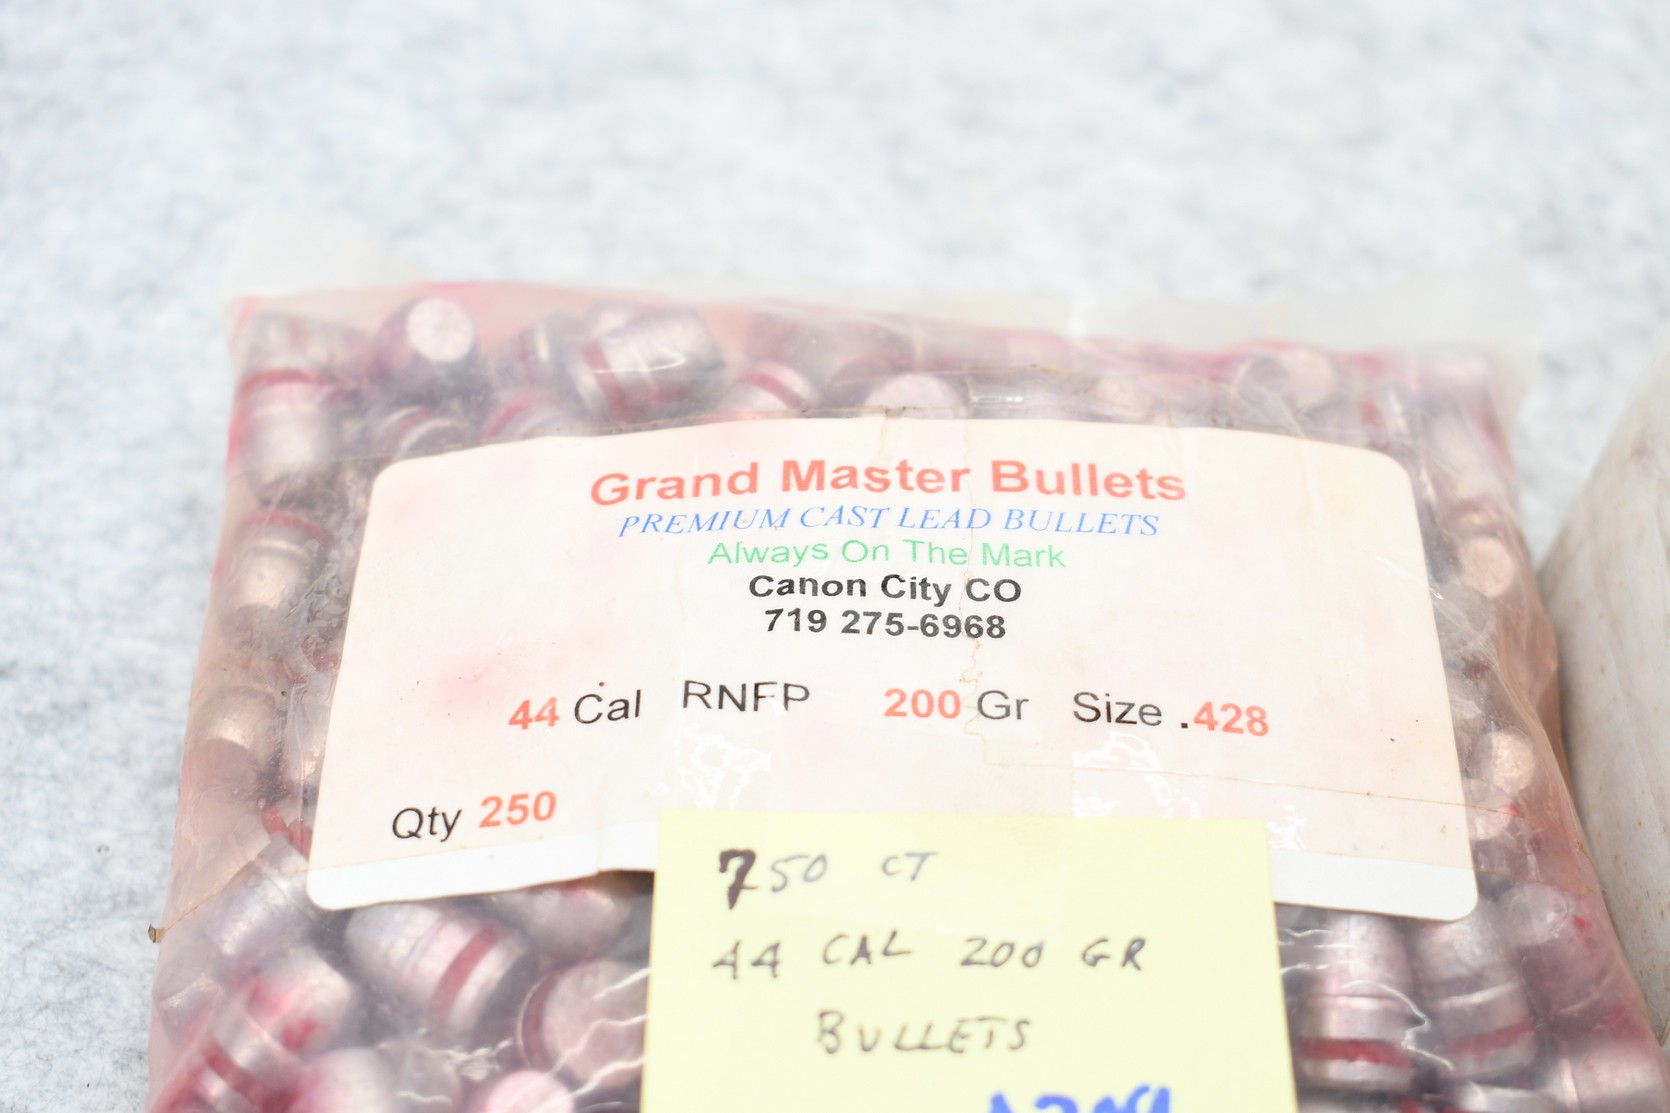 Grand Master Bullets
PREMIUM CAST LEAD BULLETS
Always On The Mark
Canon City CO
719 275-6968
44 Cal RNFP 200 Gr Size .428
Qty 250
750 CT
44 CAL 200 GR
BULLETS